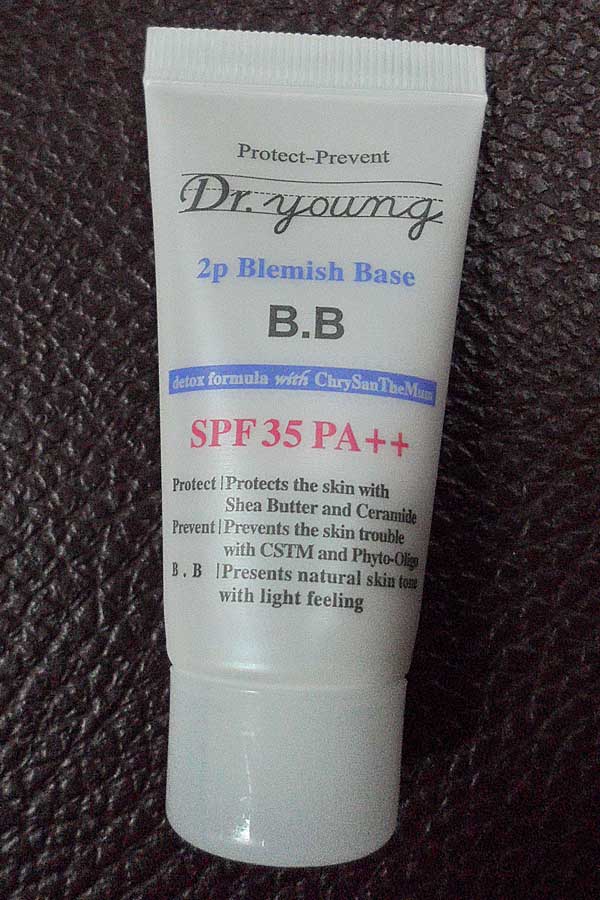 Protect-Prevent
Dr. young
2p Blemish Base
B.B
detox formula with ChrySanTheMum
SPF 35 PA++
Protect | Protects the skin with
Shea Butter and Ceramide
Prevent | Prevents the skin trouble
with CSTM and Phyto-Oligo
B . B | Presents natural skin tone
with light feeling